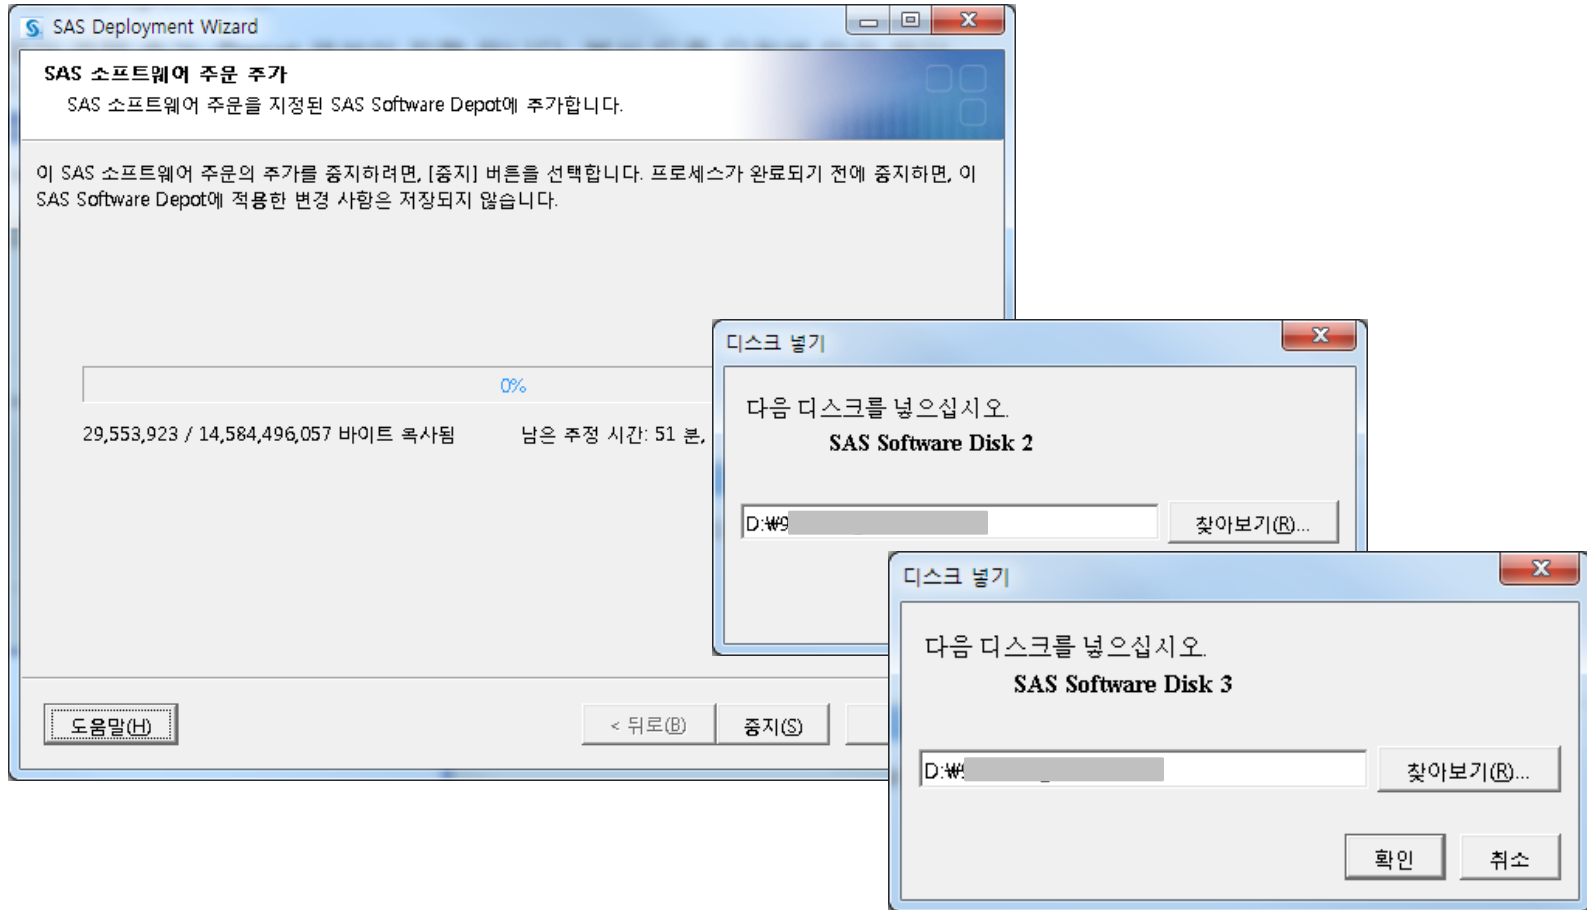 SAS Deployment Wizard
SAS 소프트웨어 주문 추가
SAS 소프트웨어 주문을 지정된 SAS Software Depot에 추가합니다.
이 SAS 소프트웨어 주문의 추가를 중지하려면, [중지] 버튼을 선택합니다. 프로세스가 완료되기 전에 중지하면, 이
SAS Software Depot에 적용한 변경 사항은 저장되지 않습니다.
0%
29,553,923 / 14,584,496,057 바이트 복사됨 남은 추정 시간: 51 분,
도움말(H)
< 뒤로(B)
중지(S)
디스크 넣기
다음 디스크를 넣으십시오.
SAS Software Disk 2
D:₩9
찾아보기(R)...
디스크 넣기
다음 디스크를 넣으십시오.
SAS Software Disk 3
D:₩
찾아보기(R)...
확인
취소